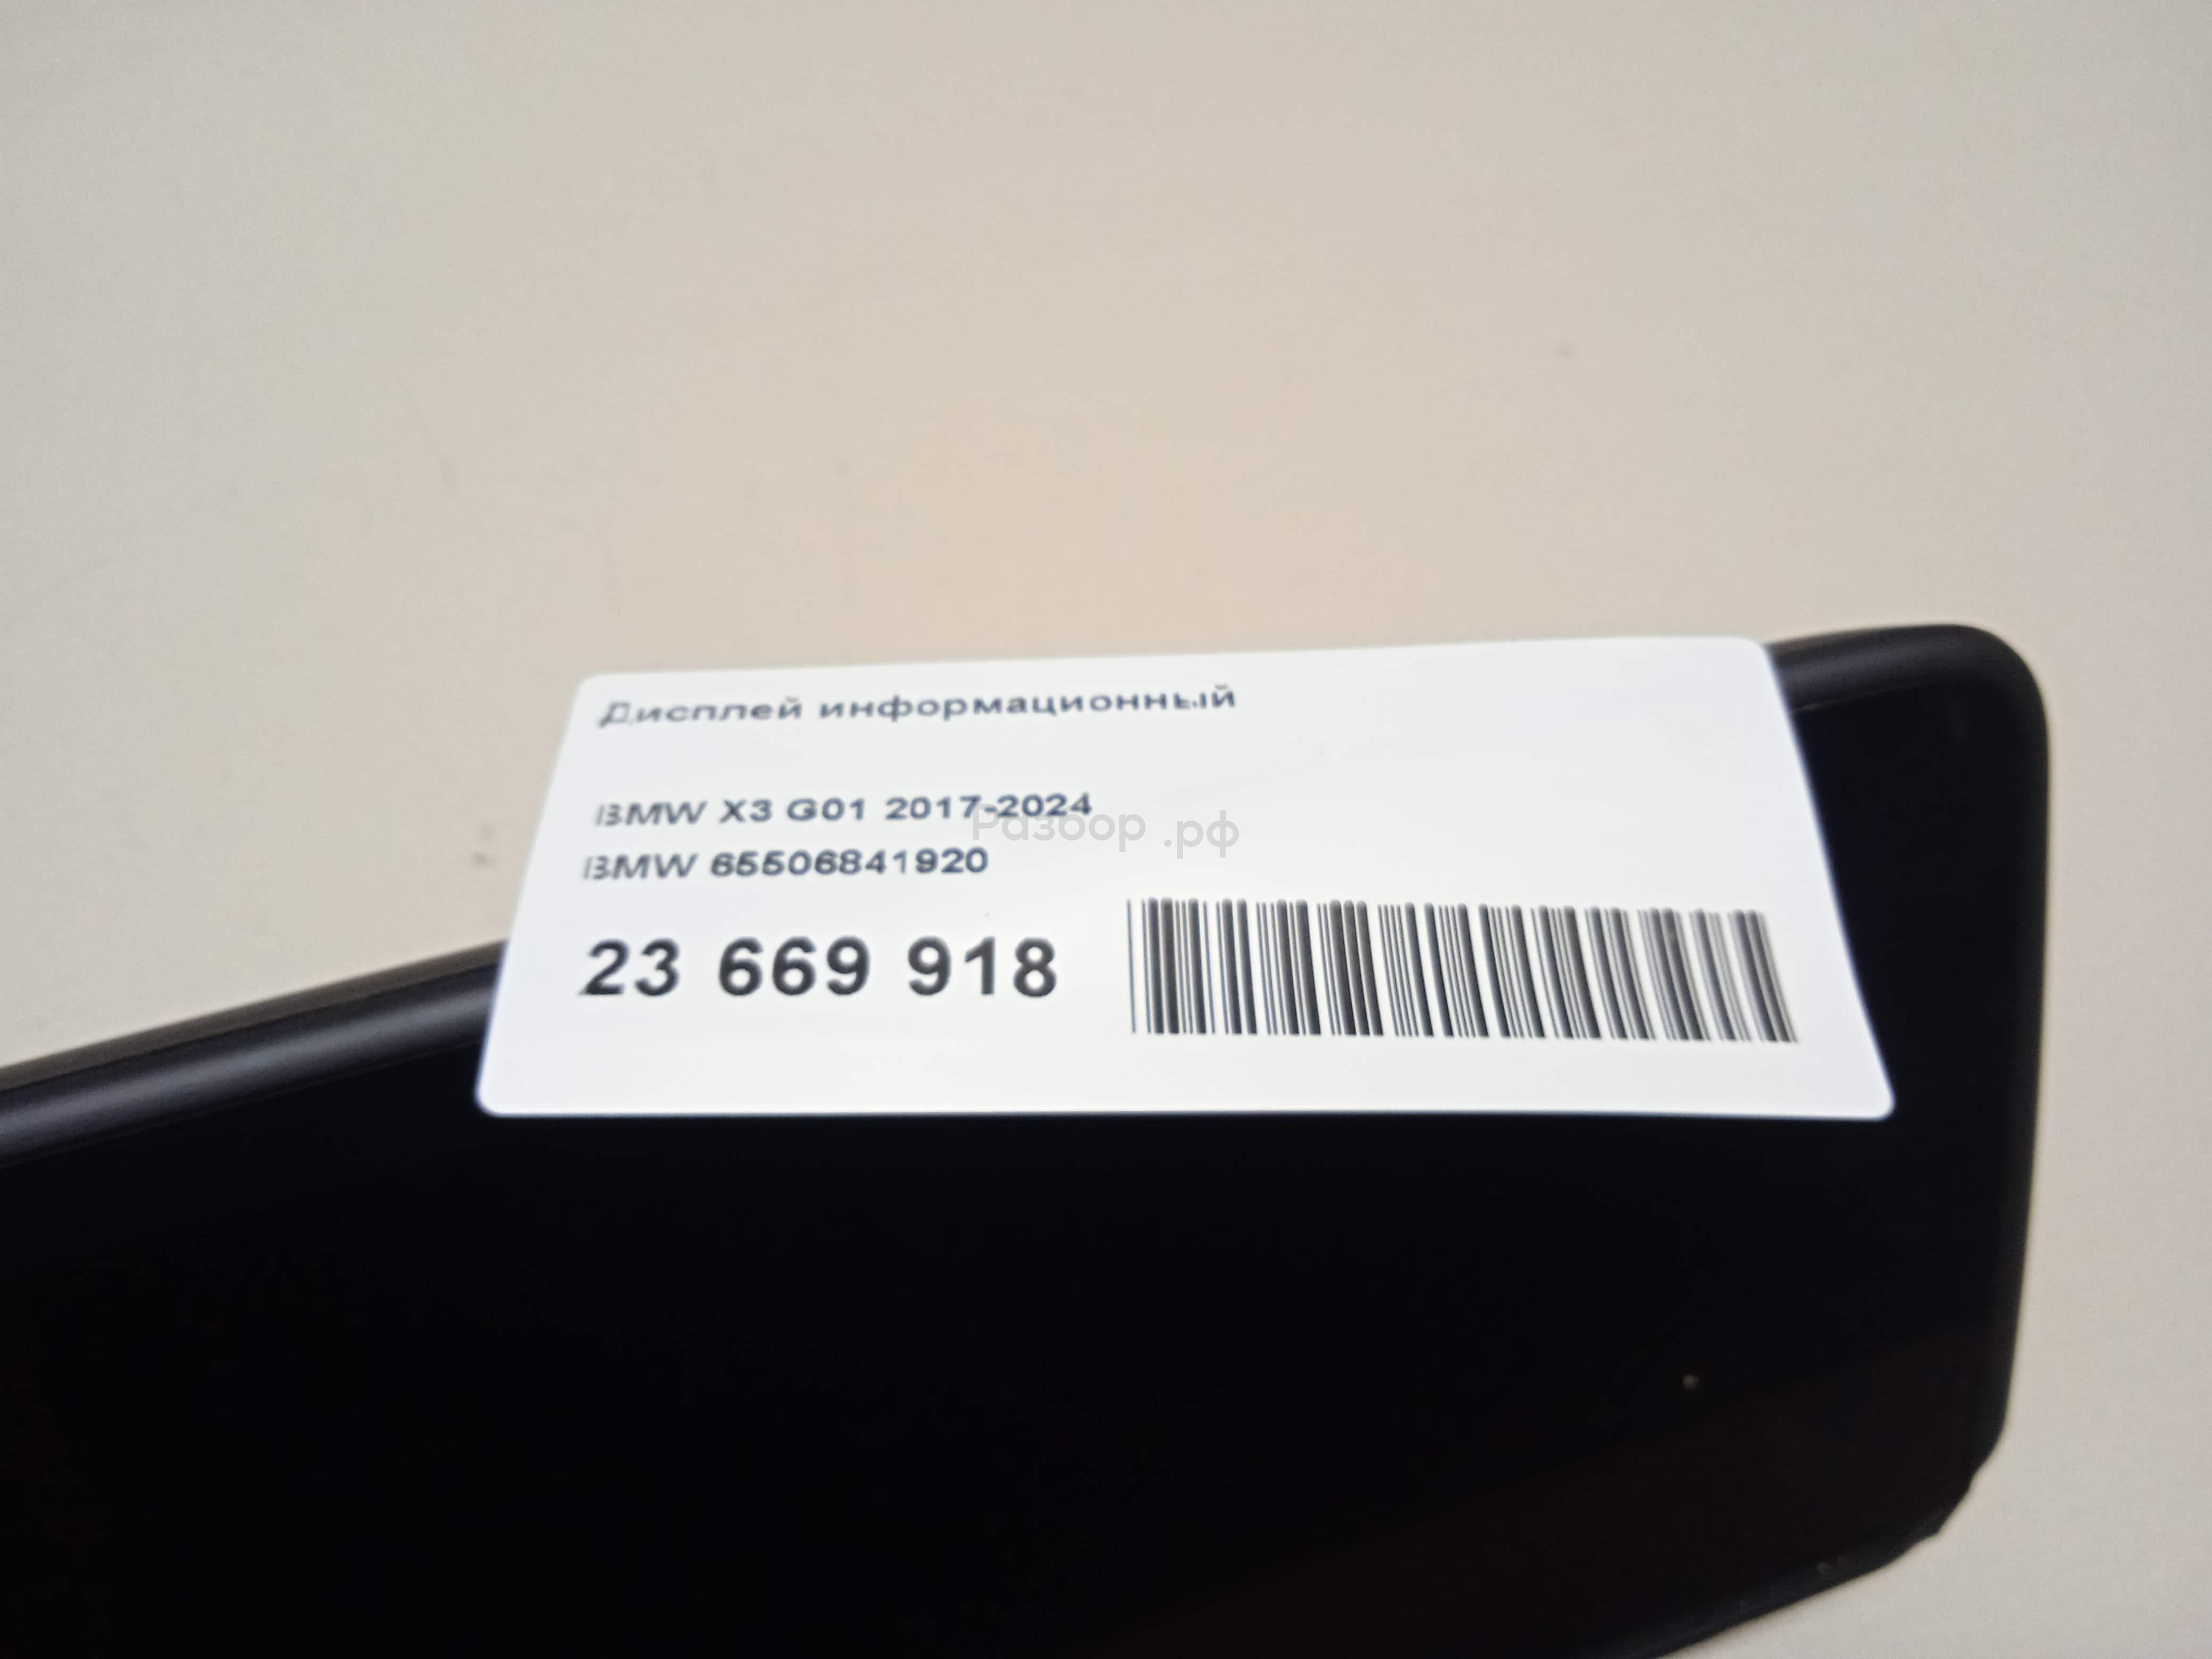 Дисплей информационный
BMW X3 G01 2017-2024
Разбор.рф
BMW 65506841920
23 669 918